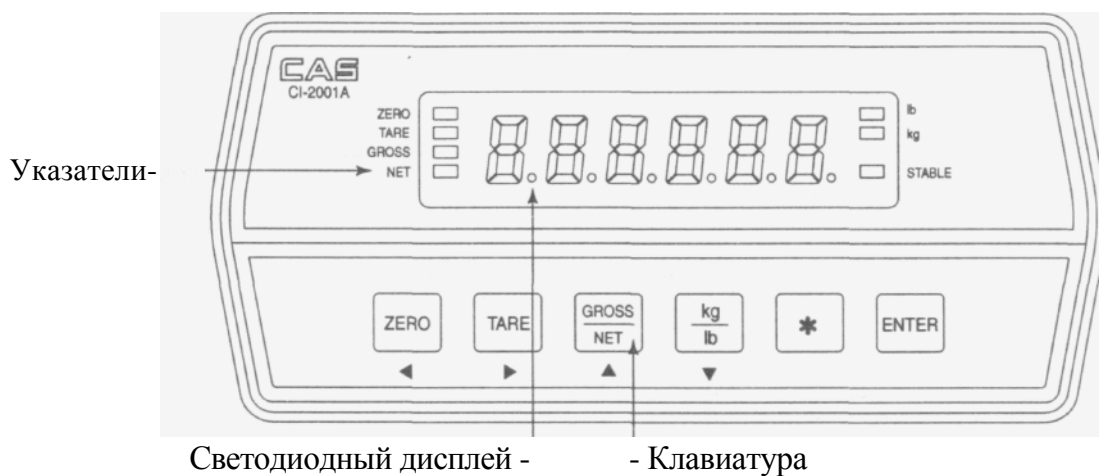 CAS
CI-2001A
ZERO
TARE
GROSS
NET
lb
kg
STABLE
Указатели-
ZERO
TARE
GROSS
NET
kg
lb
*
ENTER
Светодиодный дисплей - - Клавиатура